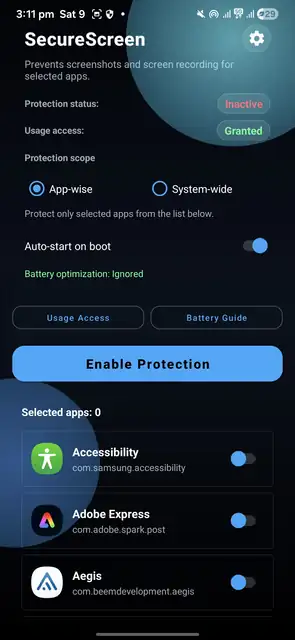 3:11 pm Sat 9
29
SecureScreen
Prevents screenshots and screen recording for
selected apps.
Protection status: Inactive
Usage access: Granted
Protection scope
App-wise System-wide
Protect only selected apps from the list below.
Auto-start on boot
Battery optimization: Ignored
Usage Access Battery Guide
Enable Protection
Selected apps: 0
Accessibility
com.samsung.accessibility
Adobe Express
com.adobe.spark.post
Aegis
com.beemdevelopment.aegis